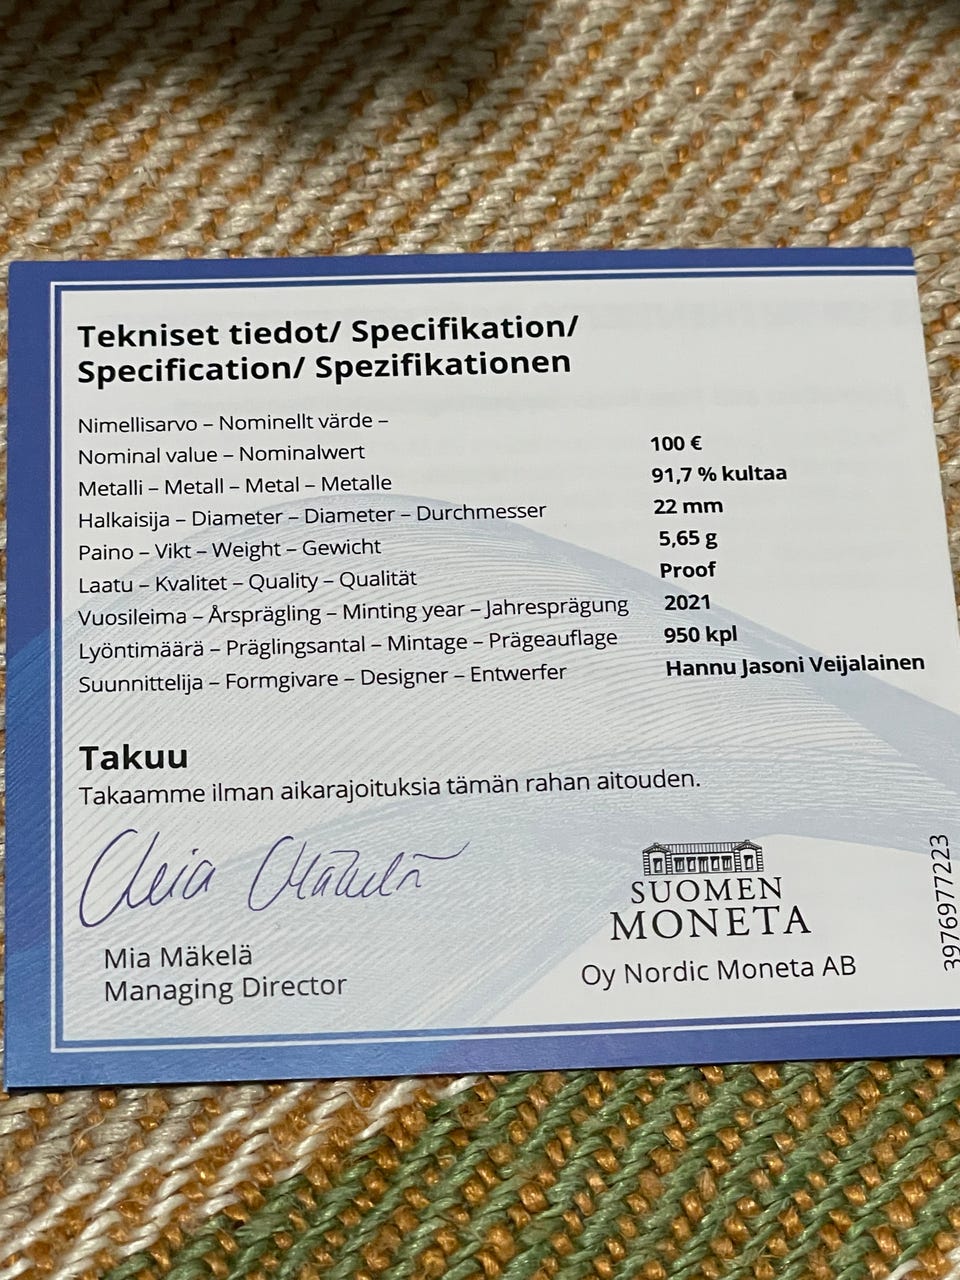 Tekniset tiedot/ Specifikation/
Specification/ Spezifikationen
Nimellisarvo – Nominellt värde –
Nominal value – Nominalwert 100 €
Metalli – Metall – Metal – Metalle 91,7 % kultaa
Halkaisija – Diameter – Diameter – Durchmesser 22 mm
Paino – Vikt – Weight – Gewicht 5,65 g
Laatu – Kvalitet – Quality – Qualität Proof
Vuosileima – Årsprägling – Minting year – Jahresprägung 2021
Lyöntimäärä – Präglingsantal – Mintage – Prägeauflage 950 kpl
Suunnittelija – Formgivare – Designer – Entwerfer Hannu Jasoni Veijalainen
Takuu
Takaamme ilman aikarajoituksia tämän rahan aitouden.
Mia Mäkelä
Mia Mäkelä
Managing Director
SUOMEN
MONETA
Oy Nordic Moneta AB
3976977223